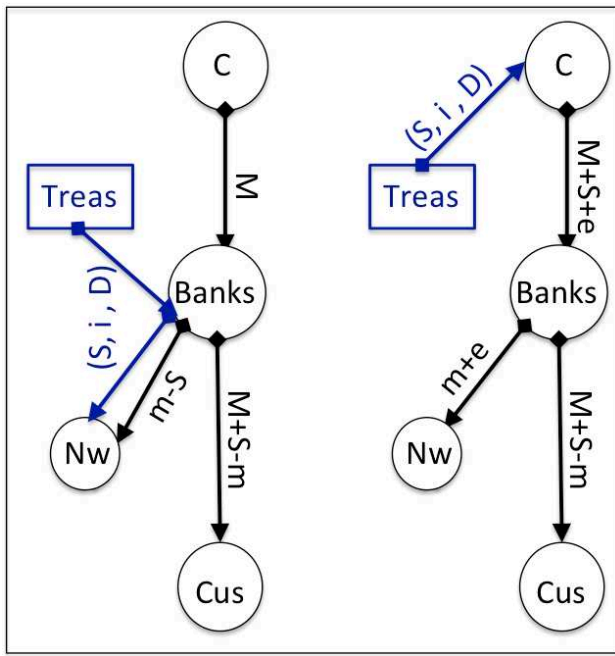 C
M
Treas
(S, i , D)
Banks
m-S
M+S-m
Nw
Cus
C
(S, i , D)
Treas
M+S+e
Banks
m+e
M+S-m
Nw
Cus